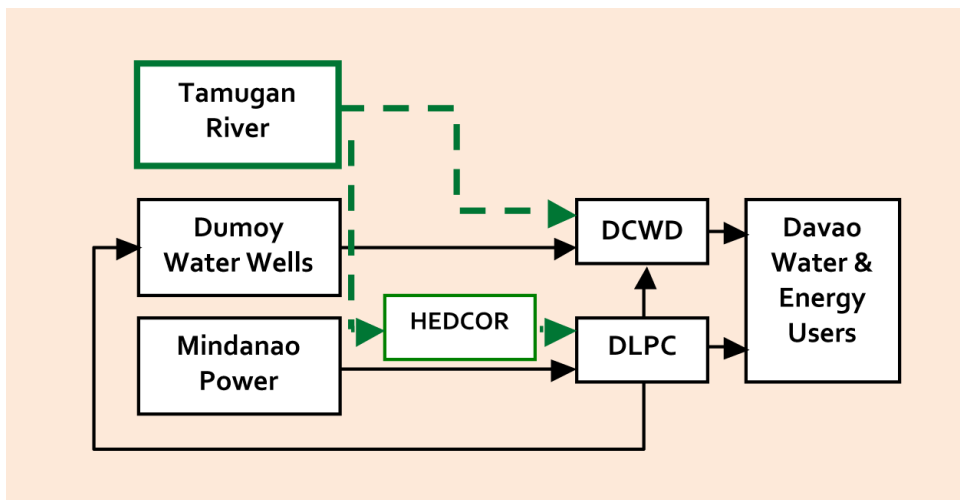 Tamugan
River
Dumoy
Water Wells
DCWD
Davao
Water &
Energy
Users
HEDCOR
Mindanao
Power
DLPC